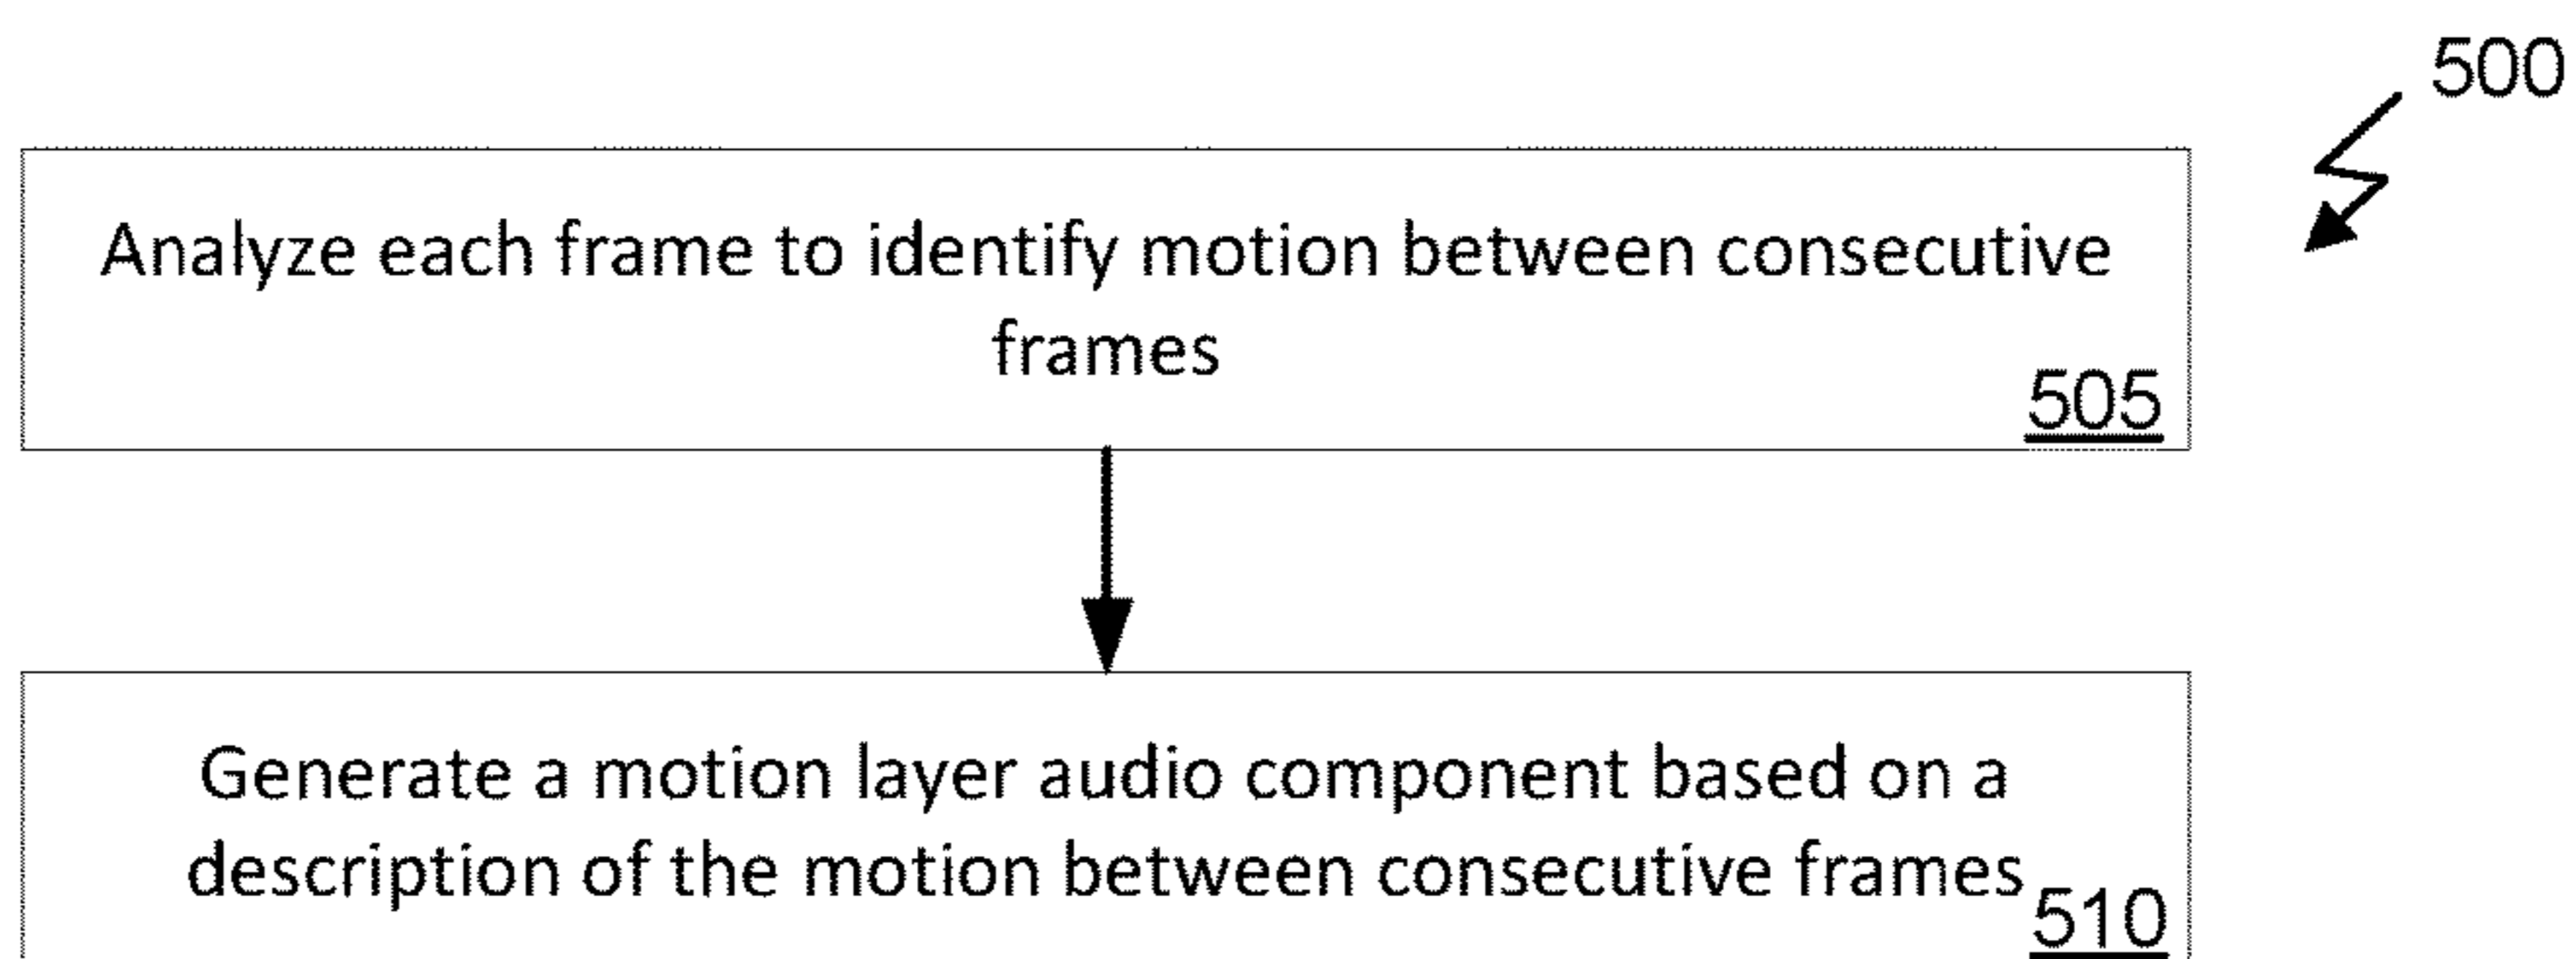 500
Analyze each frame to identify motion between consecutive
frames
505
Generate a motion layer audio component based on a
description of the motion between consecutive frames
510